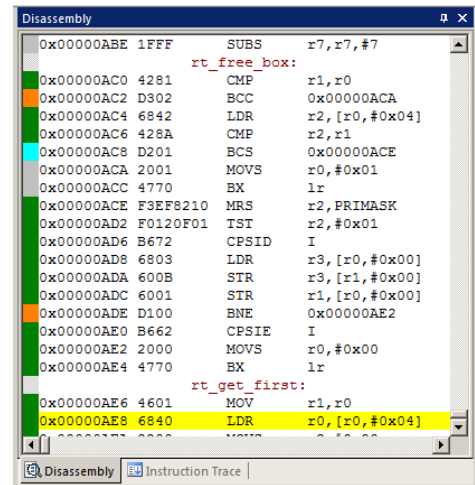 Disassembly
0x00000ABE 1FFF SUBS r7,r7,#7
rt_free_box:
0x00000AC0 4281 CMP r1,r0
0x00000AC2 D302 BCC 0x00000ACA
0x00000AC4 6842 LDR r2,[r0,#0x04]
0x00000AC6 428A CMP r2,r1
0x00000AC8 D201 BCS 0x00000ACE
0x00000ACA 2001 MOVS r0,#0x01
0x00000ACC 4770 BX lr
0x00000ACE F3EF8210 MRS r2,PRIMASK
0x00000AD2 F0120F01 TST r2,#0x01
0x00000AD6 B672 CPSID I
0x00000AD8 6803 LDR r3,[r0,#0x00]
0x00000ADA 600B STR r3,[r1,#0x00]
0x00000ADC 6001 STR r1,[r0,#0x00]
0x00000ADE D100 BNE 0x00000AE2
0x00000AE0 B662 CPSIE I
0x00000AE2 2000 MOVS r0,#0x00
0x00000AE4 4770 BX lr
rt_get_first:
0x00000AE6 4601 MOV r1,r0
0x00000AE8 6840 LDR r0,[r0,#0x04]
Disassembly Instruction Trace